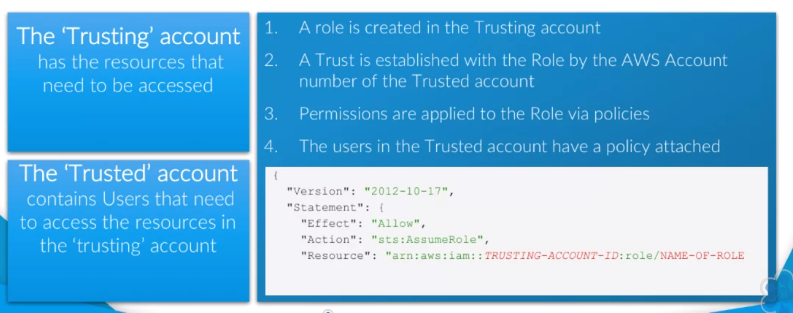 The 'Trusting' account
has the resources that
need to be accessed
The 'Trusted' account
contains Users that need
to access the resources in
the 'trusting' account
1. A role is created in the Trusting account
2. A Trust is established with the Role by the AWS Account
number of the Trusted account
3. Permissions are applied to the Role via policies
4. The users in the Trusted account have a policy attached
{
"Version": "2012-10-17",
"Statement": {
"Effect": "Allow",
"Action": "sts:AssumeRole",
"Resource": "arn:aws:iam::TRUSTING-ACCOUNT-ID:role/NAME-OF-ROLE